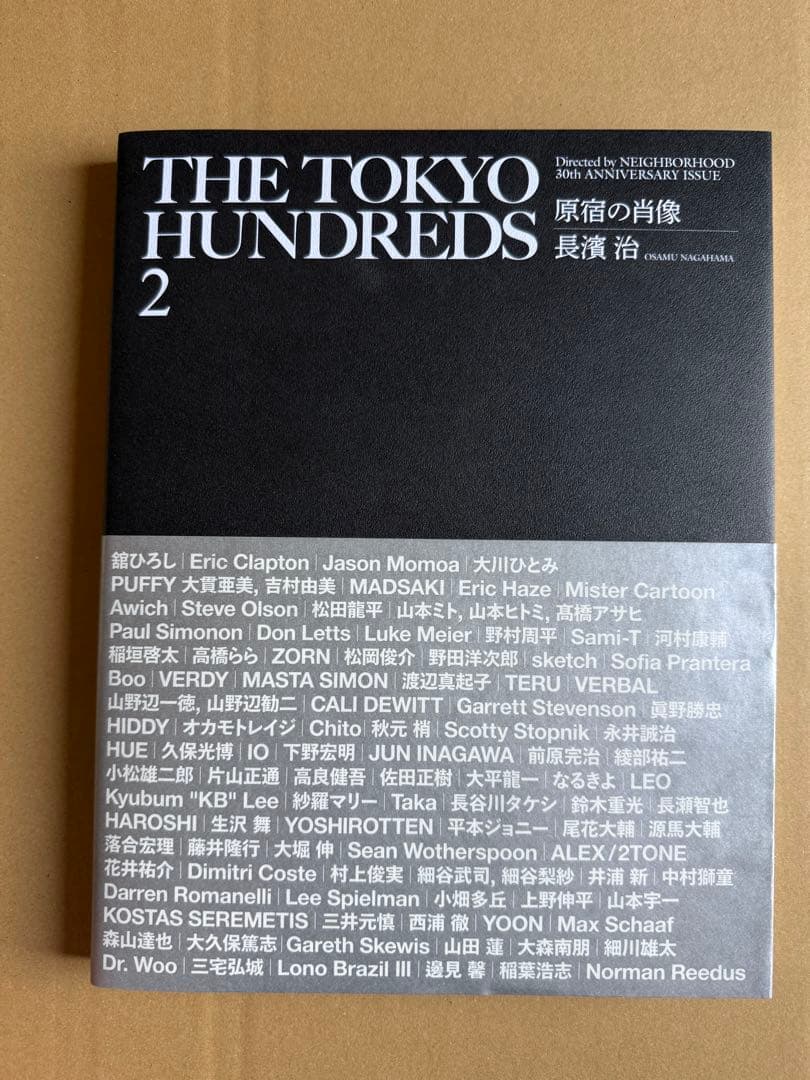 THE TOKYO
HUNDREDS
2
Directed by NEIGHBORHOOD
30th ANNIVERSARY ISSUE
原宿の肖像
長濱 治 OSAMU NAGAHAMA
舘ひろし | Eric Clapton | Jason Momoa | 大川ひとみ
PUFFY 大貫亜美, 吉村由美 | MADSAKI | Eric Haze | Mister Cartoon
Awich | Steve Olson | 松田龍平 | 山本ミト, 山本ヒトミ, 髙橋アサヒ
Paul Simonon | Don Letts | Luke Meier | 野村周平 | Sami-T | 河村康輔
稲垣啓太 | 高橋らら | ZORN | 松岡俊介 | 野田洋次郎 | sketch | Sofia Prantera
Boo | VERDY | MASTA SIMON | 渡辺真起子 | TERU | VERBAL
山野辺一徳, 山野辺勧二 | CALI DEWITT | Garrett Stevenson | 眞野勝忠
HIDDY | オカモトレイジ | Chito | 秋元 梢 | Scotty Stopnik | 永井誠治
HUE | 久保光博 | IO | 下野宏明 | JUN INAGAWA | 前原完治 | 綾部祐二
小松雄二郎 | 片山正通 | 高良健吾 | 佐田正樹 | 大平龍一 | なるきよ | LEO
Kyubum "KB" Lee | 紗羅マリー | Taka | 長谷川タケシ | 鈴木重光 | 長瀬智也
HAROSHI | 生沢 舞 | YOSHIROTTEN | 平本ジョニー | 尾花大輔 | 源馬大輔
落合宏理 | 藤井隆行 | 大堀 伸 | Sean Wotherspoon | ALEX/2TONE
花井祐介 | Dimitri Coste | 村上俊実 | 細谷武司, 細谷梨紗 | 井浦 新 | 中村獅童
Darren Romanelli | Lee Spielman | 小畑多丘 | 上野伸平 | 山本宇一
KOSTAS SEREMETIS | 三井元慎 | 西浦 徹 | YOON | Max Schaaf
森山達也 | 大久保篤志 | Gareth Skewis | 山田 蓮 | 大森南朋 | 細川雄太
Dr. Woo | 三宅弘城 | Lono Brazil III | 邊見 馨 | 稲葉浩志 | Norman Reedus